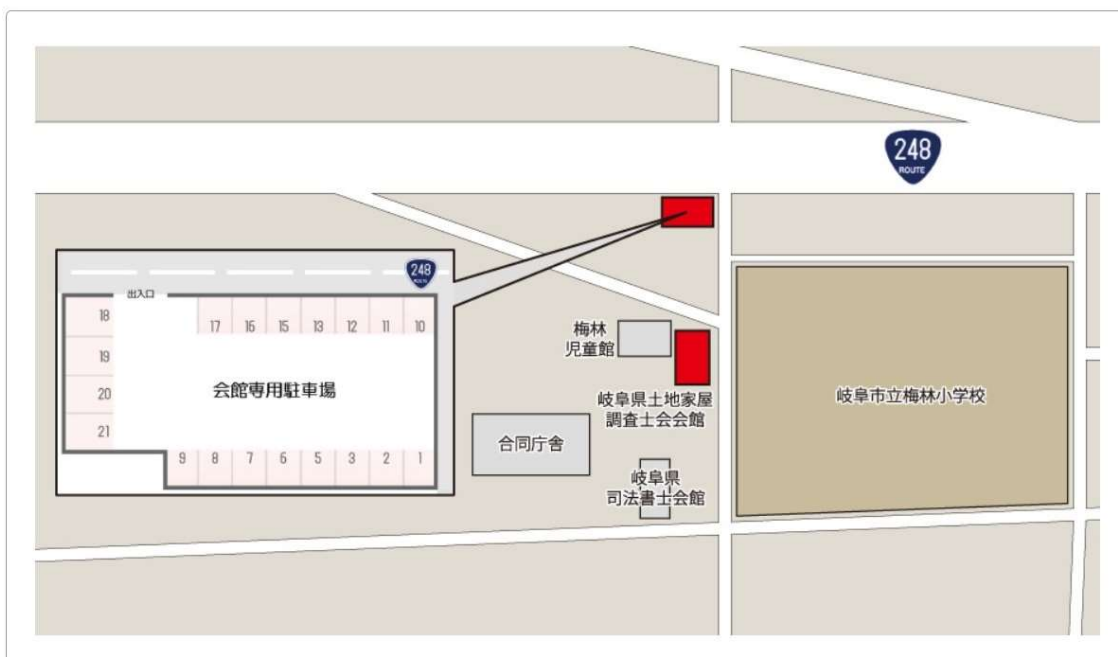 248
ROUTE
248
ROUTE
出入口
18
17 16 15 13 12 11 10
19
会館専用駐車場
20
21
9 8 7 6 5 3 2 1
梅林
児童館
岐阜県土地家屋
調査士会会館
岐阜市立梅林小学校
合同庁舎
岐阜県
司法書士会館